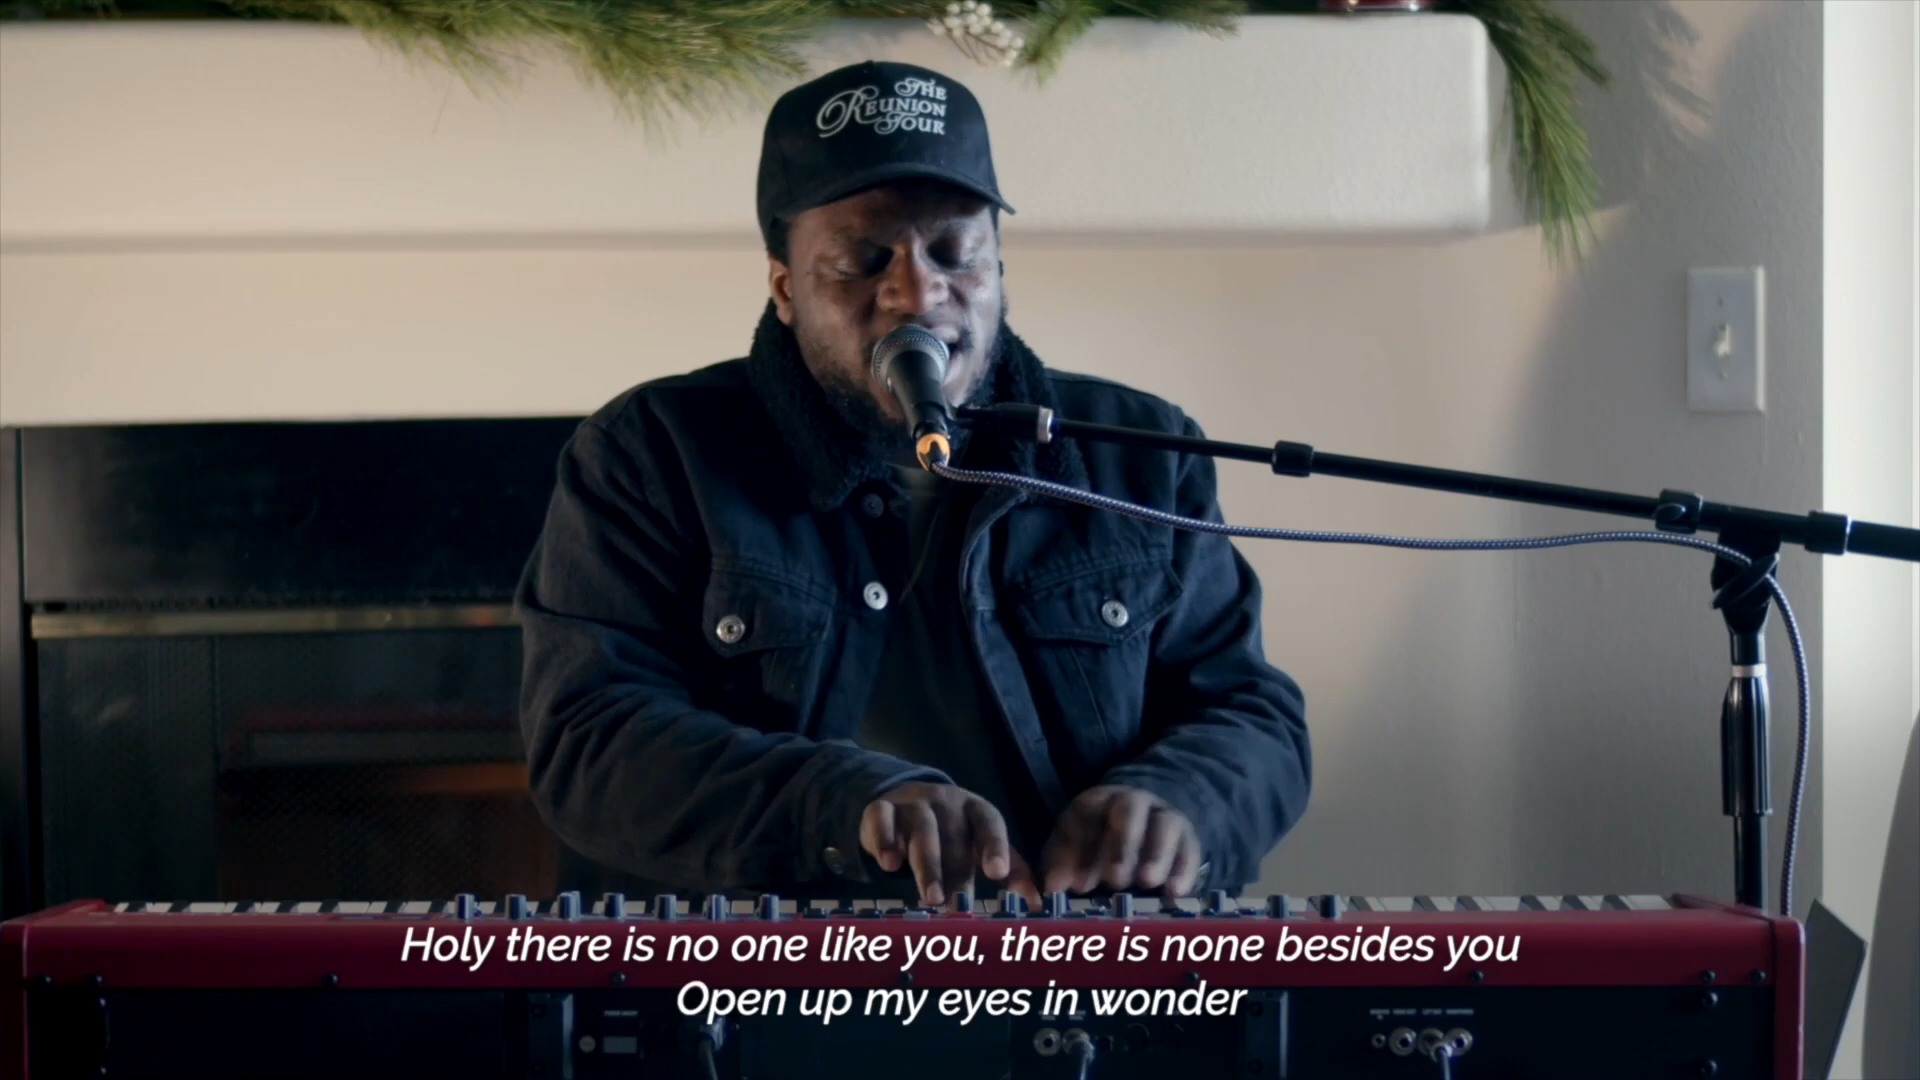 The
Reunion
Tour
Holy there is no one like you, there is none besides you
Open up my eyes in wonder